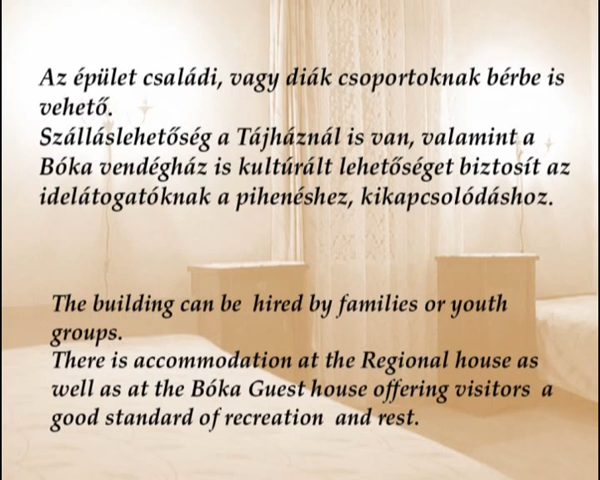 Az épület családi, vagy diák csoportoknak bérbe is
vehető.
Szálláslehetőség a Tájháznál is van, valamint a
Bóka vendégház is kultúrált lehetőséget biztosít az
idelátogatóknak a pihenéshez, kikapcsolódáshoz.
The building can be hired by families or youth
groups.
There is accommodation at the Regional house as
well as at the Bóka Guest house offering visitors a
good standard of recreation and rest.